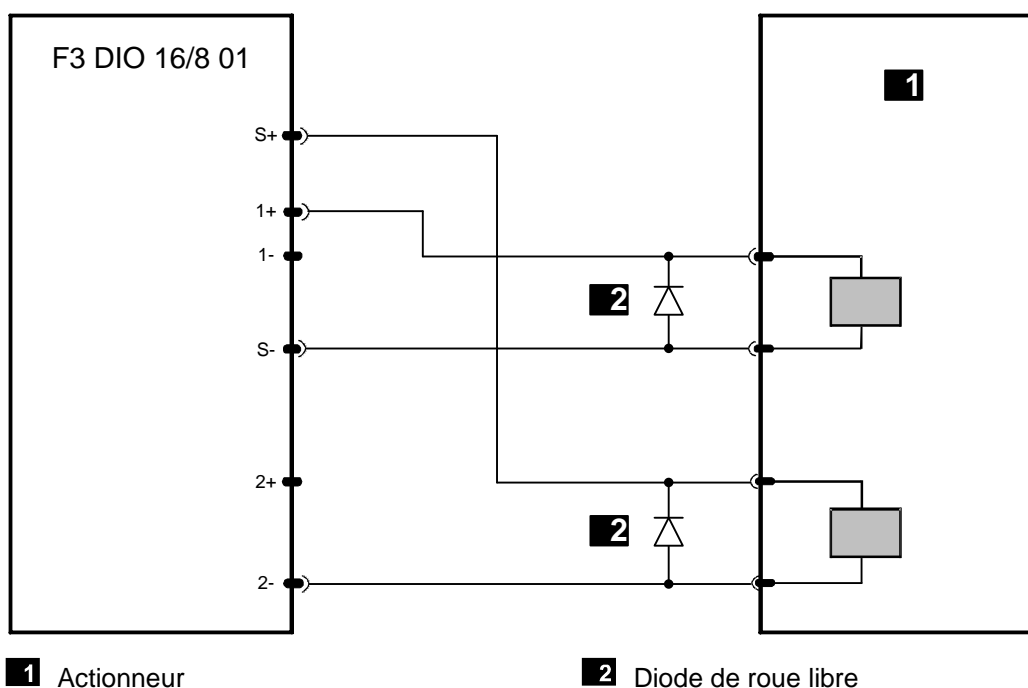 F3 DIO 16/8 01
1
S+
1+
1-
2
S-
2+
2
2-
1 Actionneur
2 Diode de roue libre